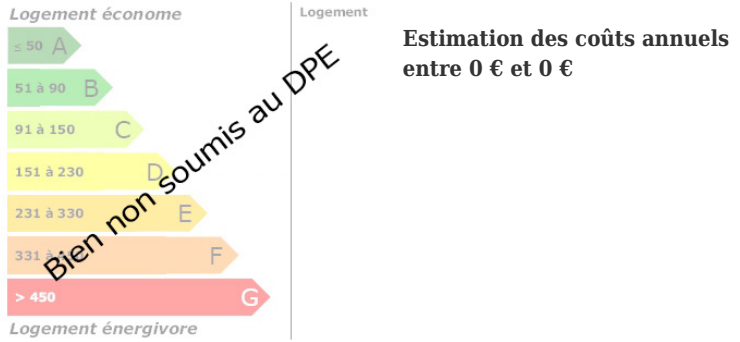 Logement économe
Logement
≤ 50 A
51 à 90 B
91 à 150 C
151 à 230 D
231 à 330 E
331 à F
> 450 G
Logement énergivore
Bien non soumis au DPE
Estimation des coûts annuels
entre 0 € et 0 €